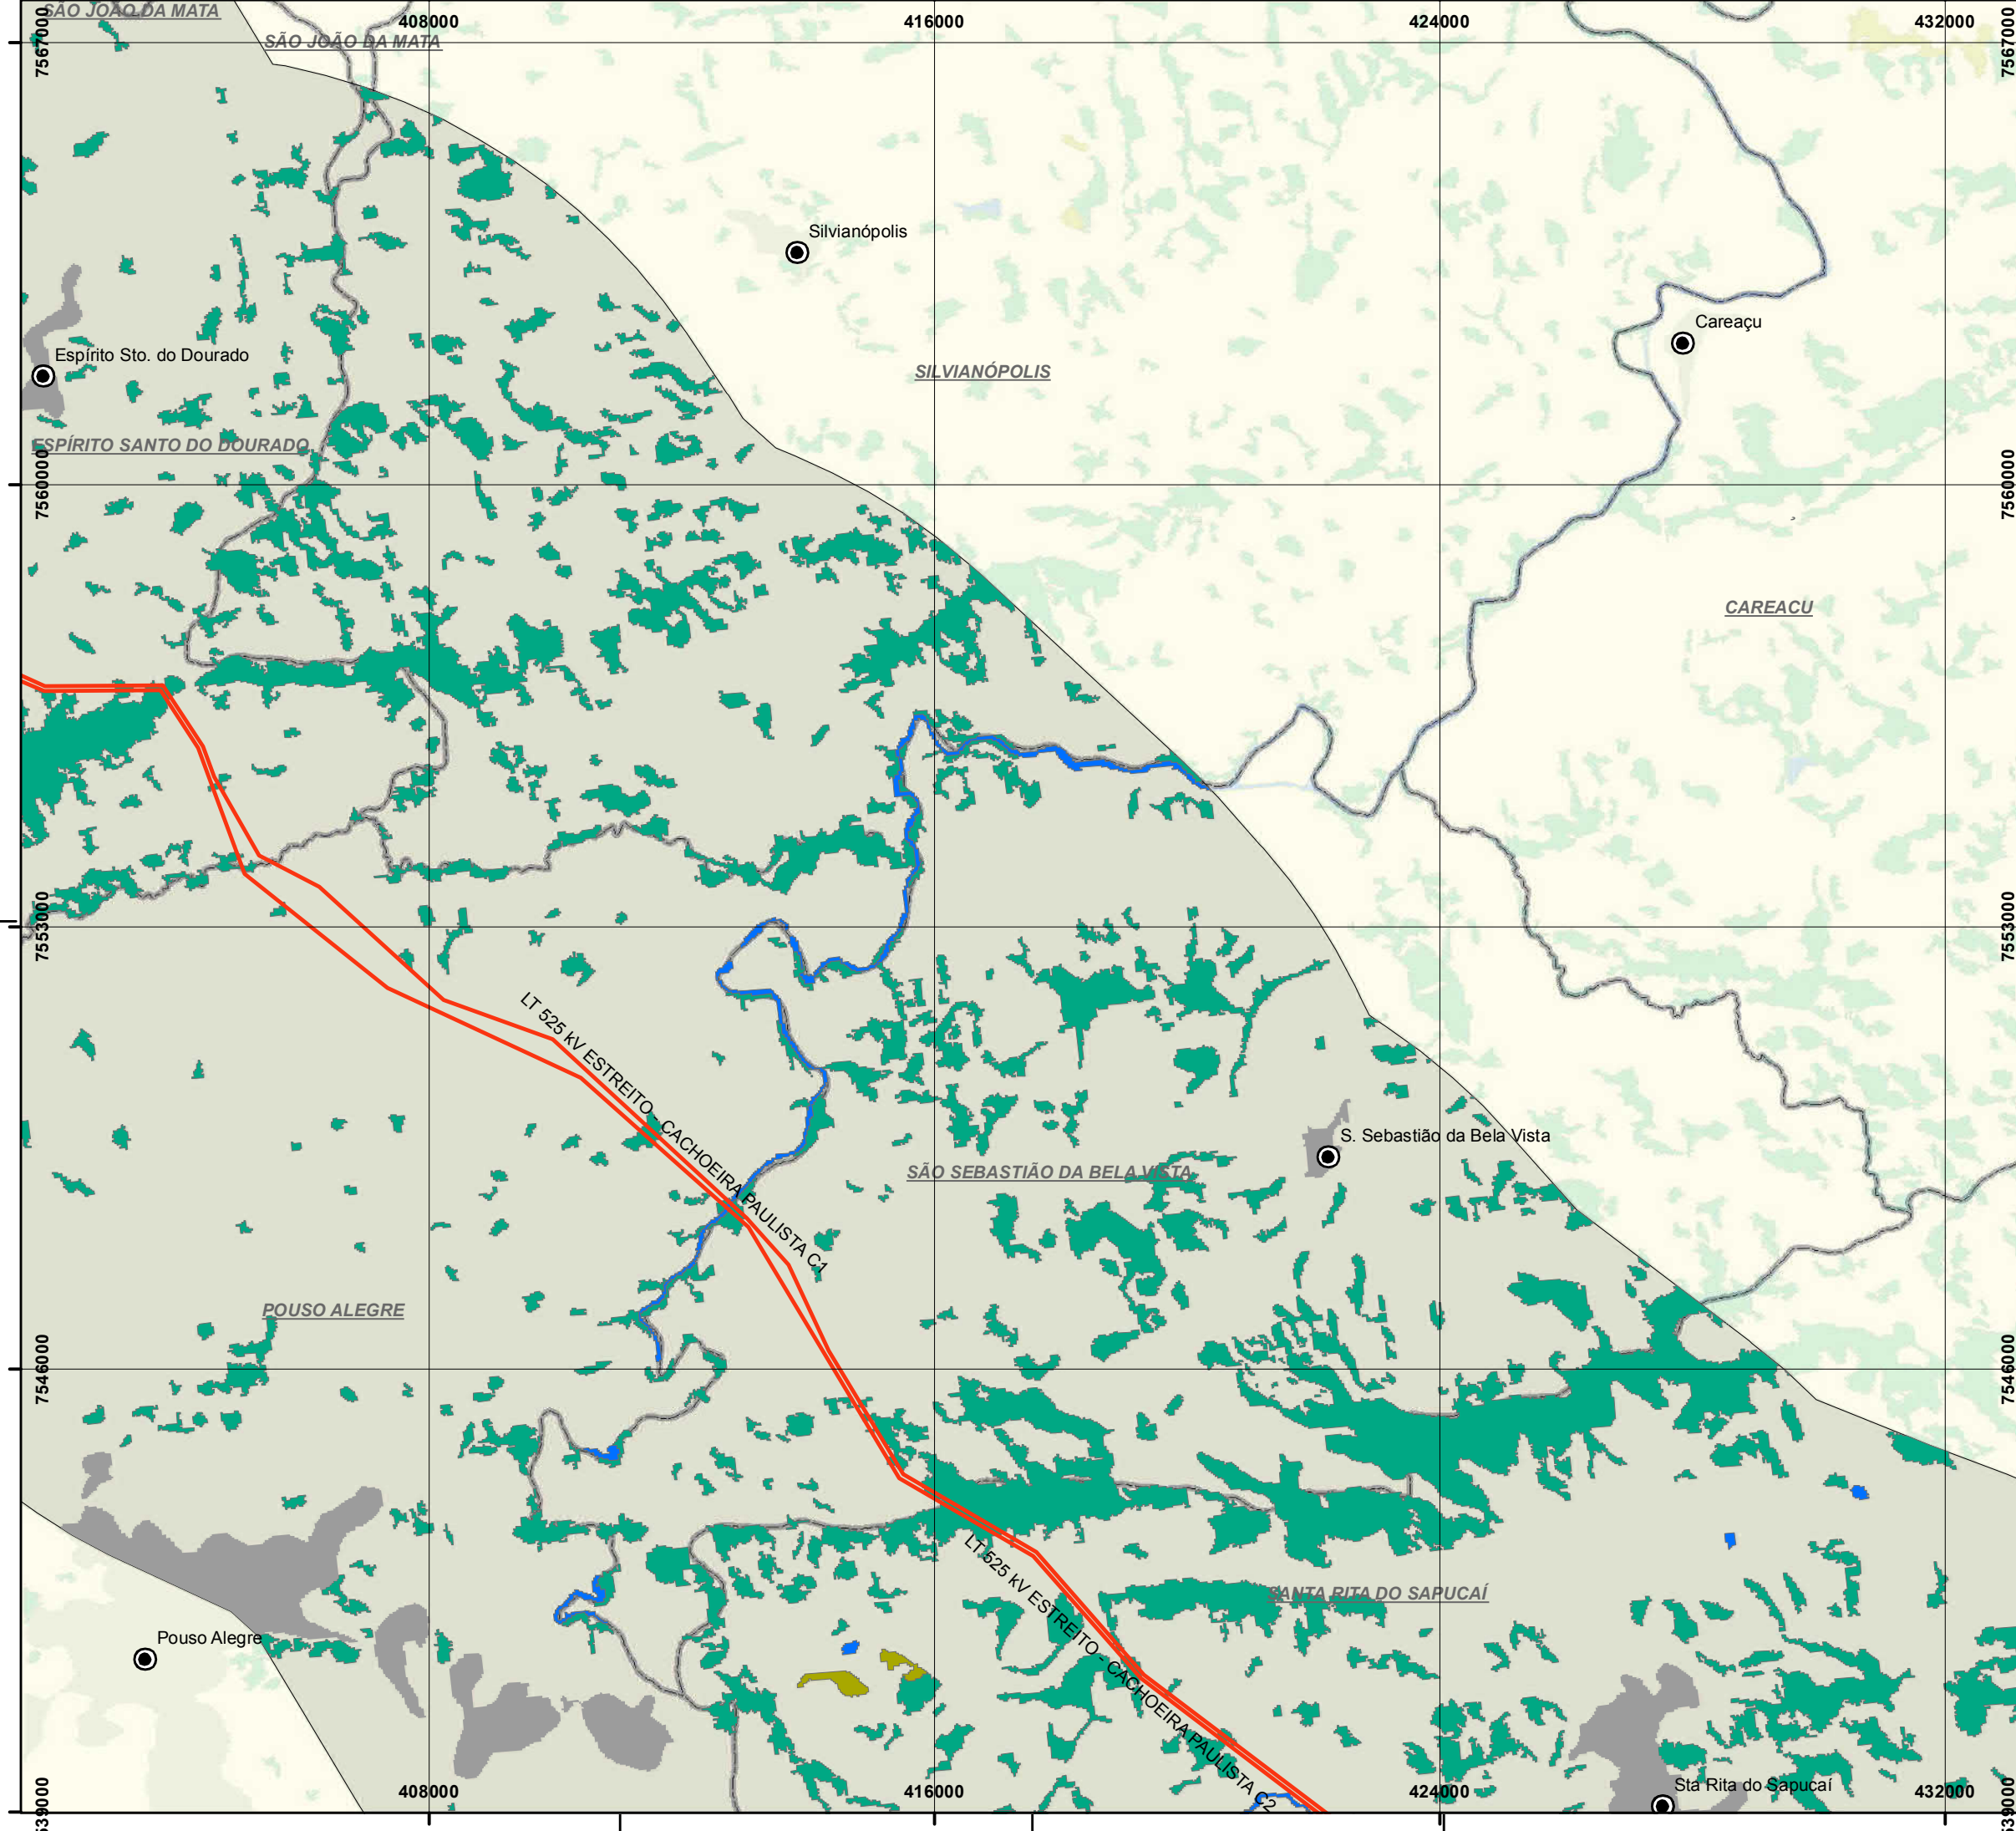 SÃO JOÃO DA MATA
408000
416000
424000
432000
SÃO JOÃO DA MATA
7567000
7567000
Silvianópolis
Careaçu
Espírito Sto. do Dourado
SILVIANÓPOLIS
ESPÍRITO SANTO DO DOURADO
7560000
7560000
CAREACU
7553000
7553000
LT 525 kV ESTREITO - CACHOEIRA PAULISTA C1
S. Sebastião da Bela Vista
SÃO SEBASTIÃO DA BELA VISTA
POUSO ALEGRE
7546000
7546000
LT 525 kV ESTREITO - CACHOEIRA PAULISTA C2
SANTA RITA DO SAPUCAÍ
Pouso Alegre
Sta Rita do Sapucaí
408000
416000
424000
432000
539000
539000